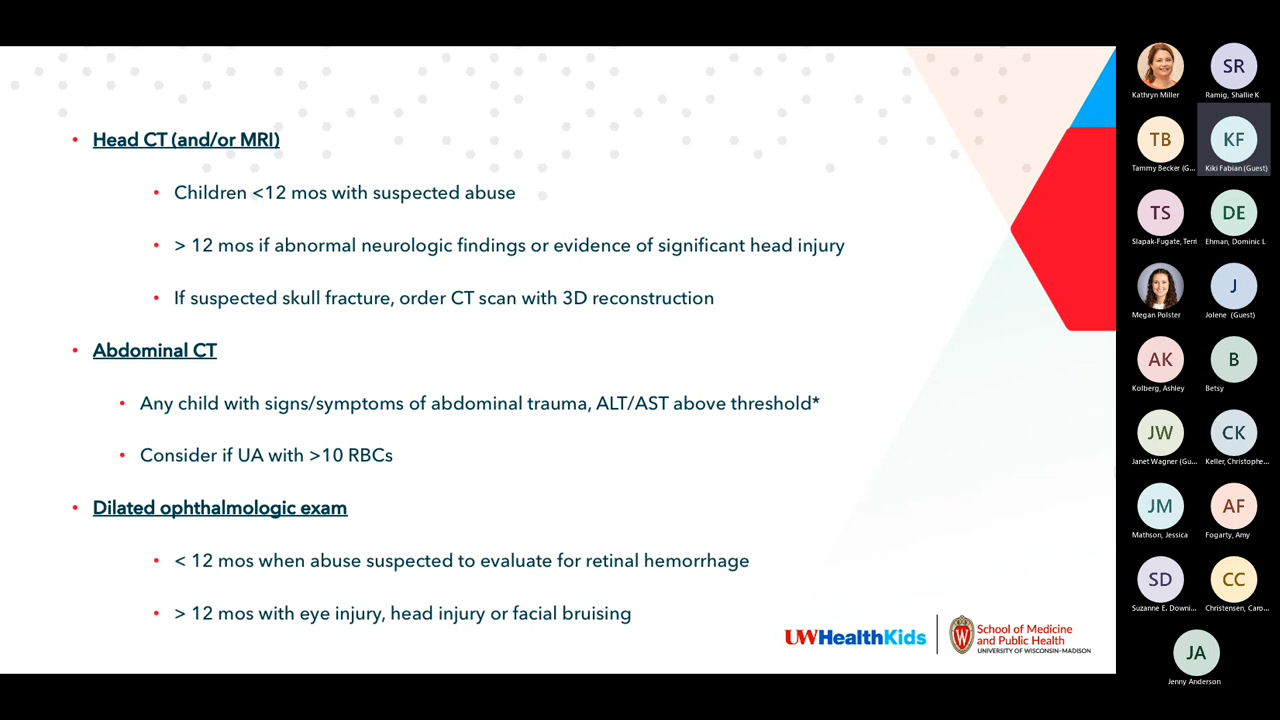 Head CT (and/or MRI)
Children <12 mos with suspected abuse
> 12 mos if abnormal neurologic findings or evidence of significant head injury
If suspected skull fracture, order CT scan with 3D reconstruction
Abdominal CT
Any child with signs/symptoms of abdominal trauma, ALT/AST above threshold*
Consider if UA with >10 RBCs
Dilated ophthalmologic exam
< 12 mos when abuse suspected to evaluate for retinal hemorrhage
> 12 mos with eye injury, head injury or facial bruising
UWHealthKids
W
School of Medicine
and Public Health
UNIVERSITY OF WISCONSIN–MADISON
Kathryn Miller
SR
Ramig, Shallie K
TB
Tammy Becker (G...
KF
Kiki Fabian (Guest)
TS
Slapak-Fugate, Terri
DE
Ehman, Dominic L
Megan Polster
J
Jolene (Guest)
AK
Kolberg, Ashley
B
Betsy
JW
Janet Wagner (Gu...
CK
Keller, Christophe...
JM
Mathson, Jessica
AF
Fogarty, Amy
SD
Suzanne E. Downi...
CC
Christensen, Caro...
JA
Jenny Anderson